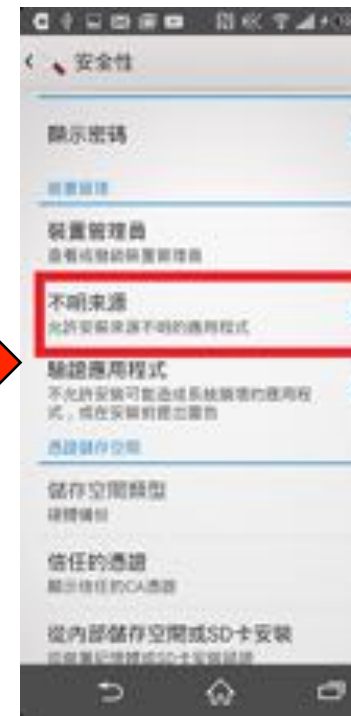 安全性
顯示密碼
裝置管理
裝置管理員
查看或撤銷裝置管理員
不明來源
允許安裝來源不明的應用程式
驗證應用程式
不允許安裝可能造成系統損壞的應用程
式,或在安裝前提出警告
憑證儲存空間
儲存空間類型
硬體備份
信任的憑證
顯示信任的CA憑證
從內部儲存空間或SD卡安裝